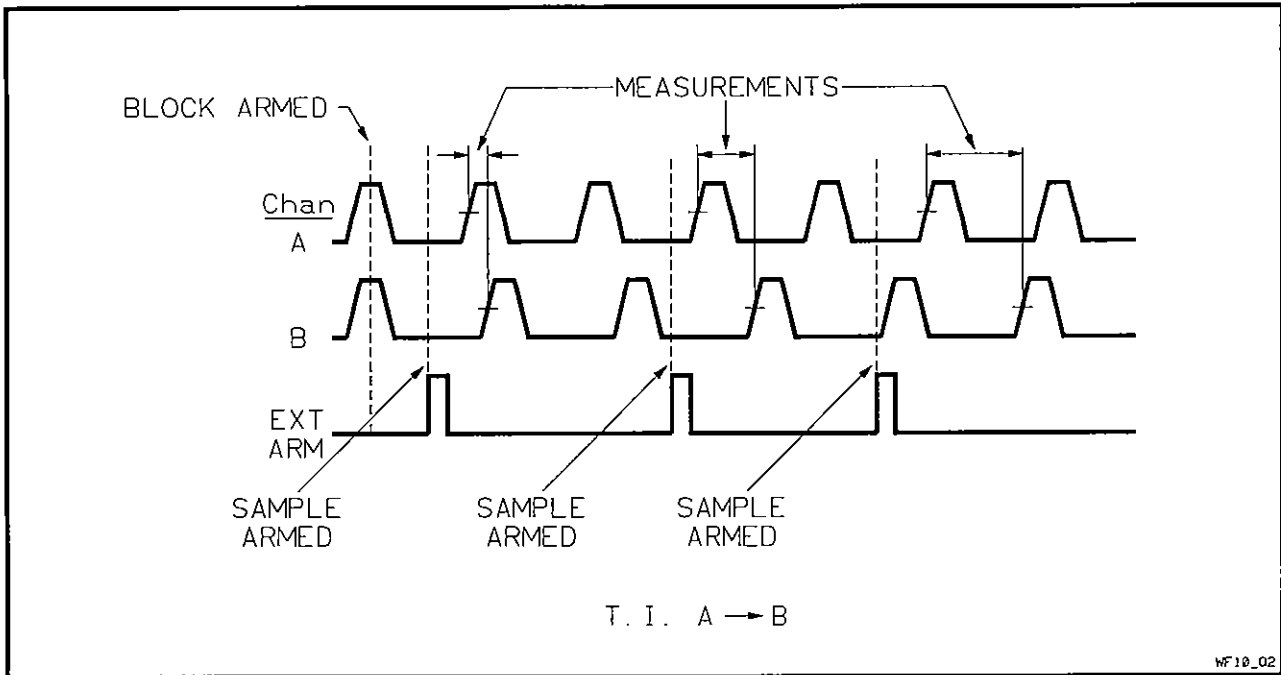 MEASUREMENTS
BLOCK ARMED
Chan
A
B
EXT
ARM
SAMPLE
ARMED
SAMPLE
ARMED
SAMPLE
ARMED
T. I. A → B
WF10_02